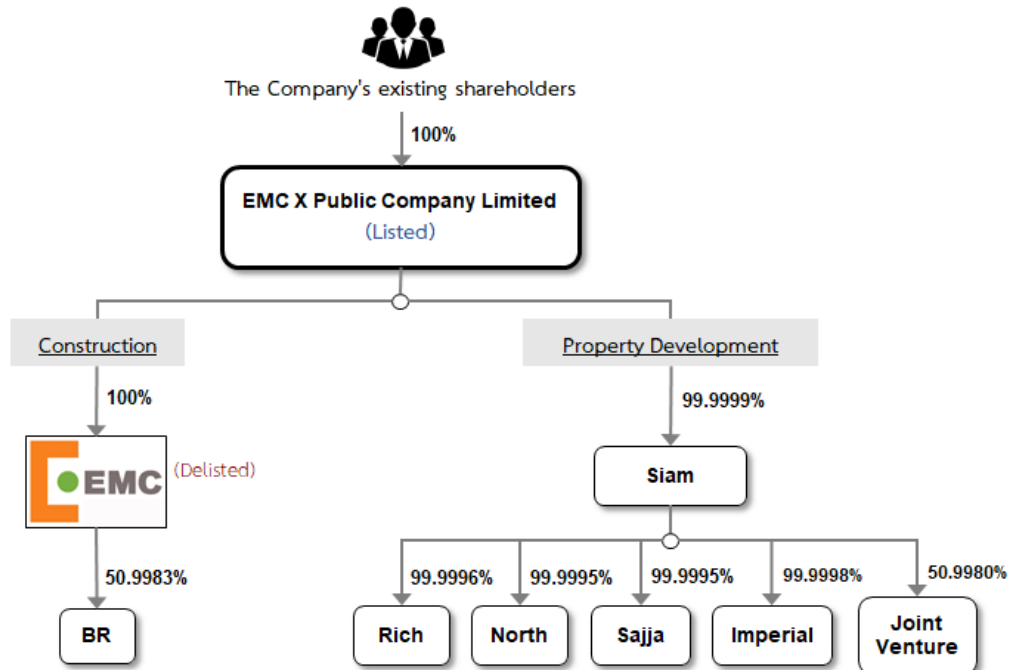 The Company's existing shareholders
100%
EMC X Public Company Limited
(Listed)
Construction
Property Development
100%
99.9999%
EMC
(Delisted)
Siam
50.9983%
99.9996%
99.9995%
99.9995%
99.9998%
50.9980%
BR
Rich
North
Sajja
Imperial
Joint
Venture